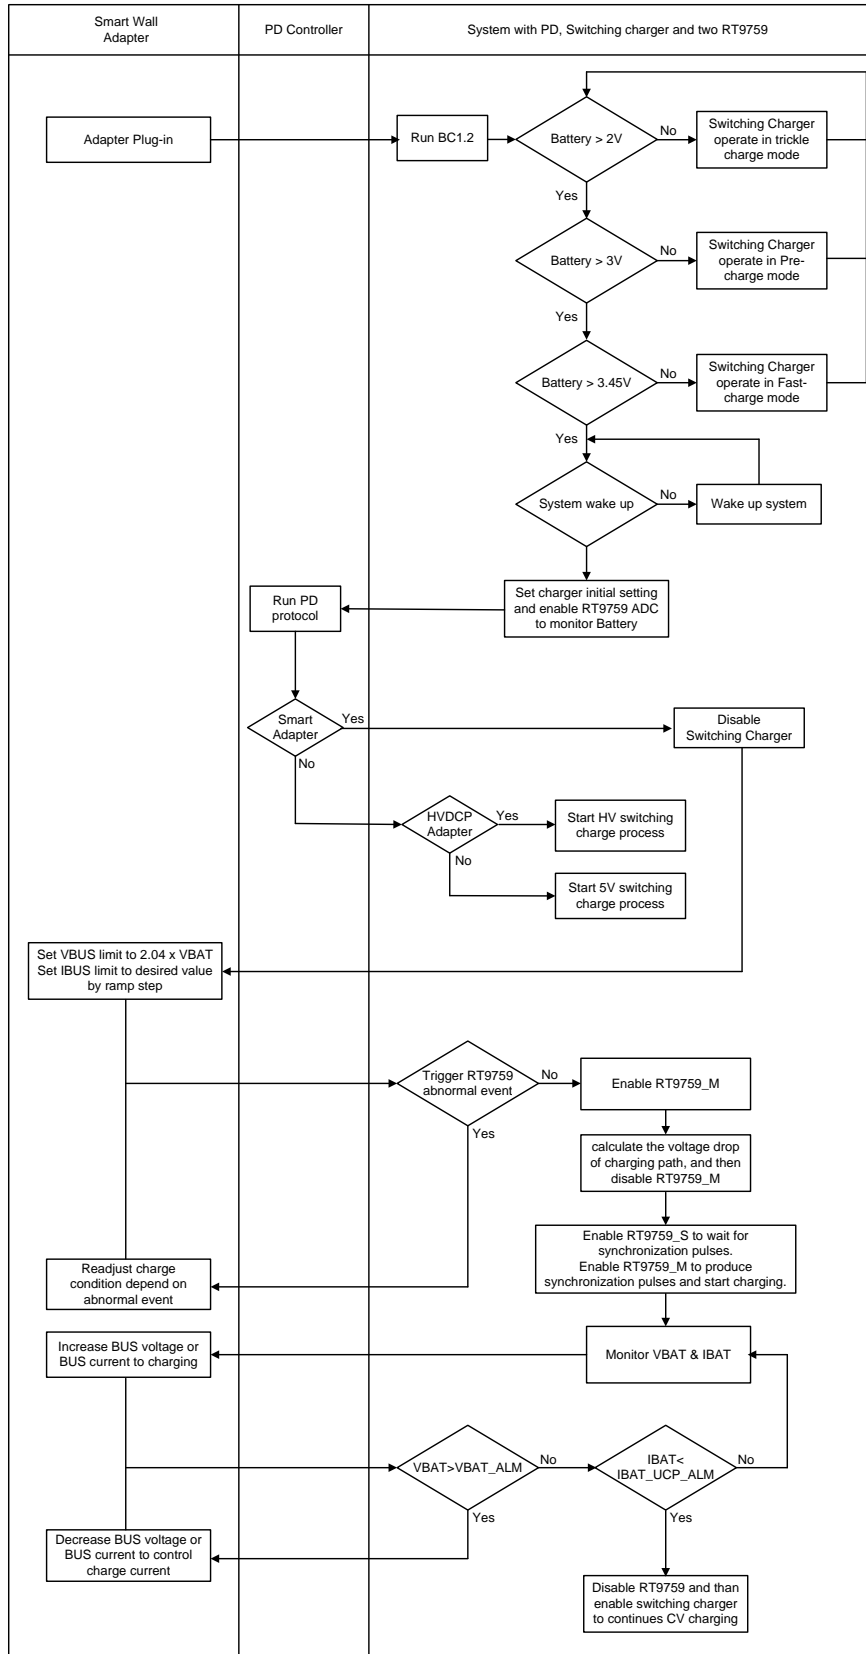 Smart Wall
Adapter
PD Controller
System with PD, Switching charger and two RT9759
Adapter Plug-in
Run BC1.2
Battery > 2V
No
Switching Charger
operate in trickle
charge mode
Yes
Battery > 3V
No
Switching Charger
operate in Pre-
charge mode
Yes
Battery > 3.45V
No
Switching Charger
operate in Fast-
charge mode
Yes
System wake up
No
Wake up system
Set charger initial setting
and enable RT9759 ADC
to monitor Battery
Run PD
protocol
Smart
Adapter
Yes
Disable
Switching Charger
No
HVDCP
Adapter
Yes
Start HV switching
charge process
No
Start 5V switching
charge process
Set VBUS limit to 2.04 x VBAT
Set IBUS limit to desired value
by ramp step
Trigger RT9759
abnormal event
No
Enable RT9759_M
Yes
calculate the voltage drop
of charging path, and then
disable RT9759_M
Enable RT9759_S to wait for
synchronization pulses.
Enable RT9759_M to produce
synchronization pulses and start charging.
Readjust charge
condition depend on
abnormal event
Increase BUS voltage or
BUS current to charging
Monitor VBAT & IBAT
VBAT>VBAT_ALM
No
IBAT<
IBAT_UCP_ALM
No
Yes
Yes
Decrease BUS voltage or
BUS current to control
charge current
Disable RT9759 and than
enable switching charger
to continues CV charging